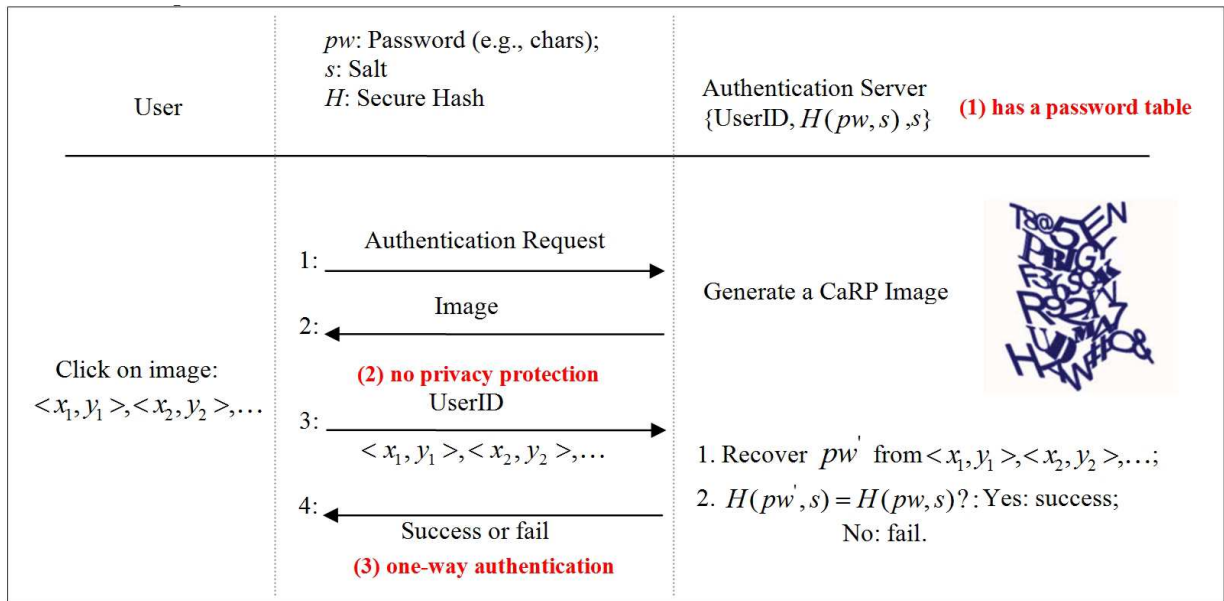 User
pw: Password (e.g., chars);
s: Salt
H: Secure Hash
Authentication Server
{UserID, H(pw,s) ,s}
(1) has a password table
1:
Authentication Request
2:
Image
Generate a CaRP Image
T8@5EN
Click on image:
< x₁, y₁ >,< x₂, y₂ >,…
(2) no privacy protection
3:
UserID
< x₁, y₁ >,< x₂, y₂ >,…
4:
Success or fail
(3) one-way authentication
1. Recover pw' from < x₁, y₁ >,< x₂, y₂ >,…;
2. H(pw',s) = H(pw,s)?: Yes: success;
No: fail.